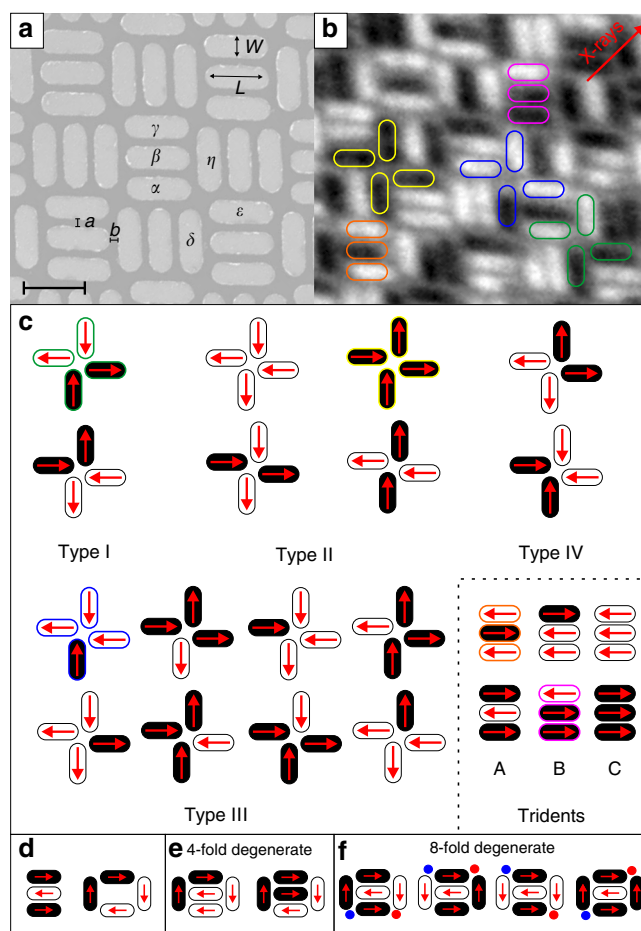 a
W
L
γ
β
η
α
a
ε
b
δ
b
X-rays
c
Type I
Type II
Type IV
A
B
C
Type III
Tridents
d
e
4-fold degenerate
f
8-fold degenerate